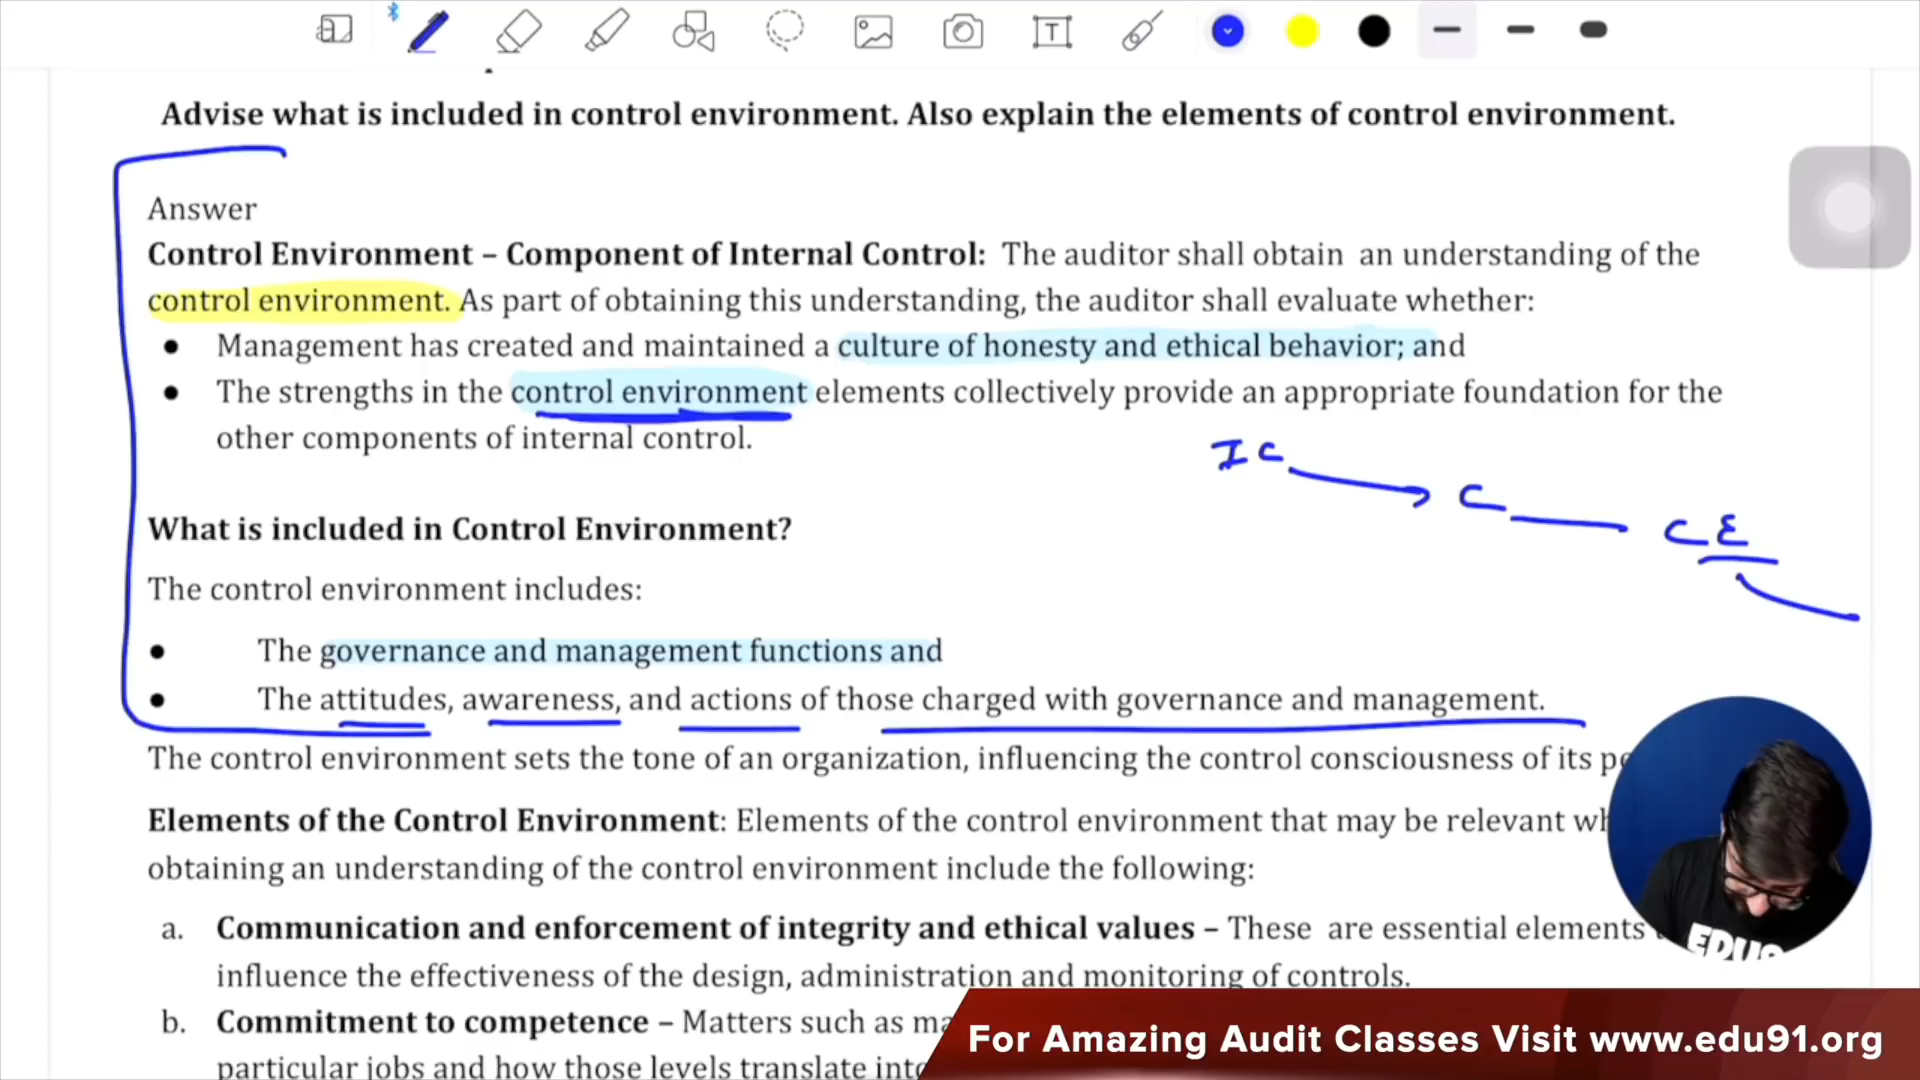 Advise what is included in control environment. Also explain the elements of control environment.
Answer
Control Environment – Component of Internal Control: The auditor shall obtain an understanding of the
control environment. As part of obtaining this understanding, the auditor shall evaluate whether:
● Management has created and maintained a culture of honesty and ethical behavior; and
● The strengths in the control environment elements collectively provide an appropriate foundation for the
other components of internal control.
IC C CE
What is included in Control Environment?
The control environment includes:
● The governance and management functions and
● The attitudes, awareness, and actions of those charged with governance and management.
The control environment sets the tone of an organization, influencing the control consciousness of its
Elements of the Control Environment: Elements of the control environment that may be relevant
obtaining an understanding of the control environment include the following:
a. Communication and enforcement of integrity and ethical values – These are essential elements
influence the effectiveness of the design, administration and monitoring of controls.
b. Commitment to competence – Matters such as
particular jobs and how those levels translate
For Amazing Audit Classes Visit www.edu91.org